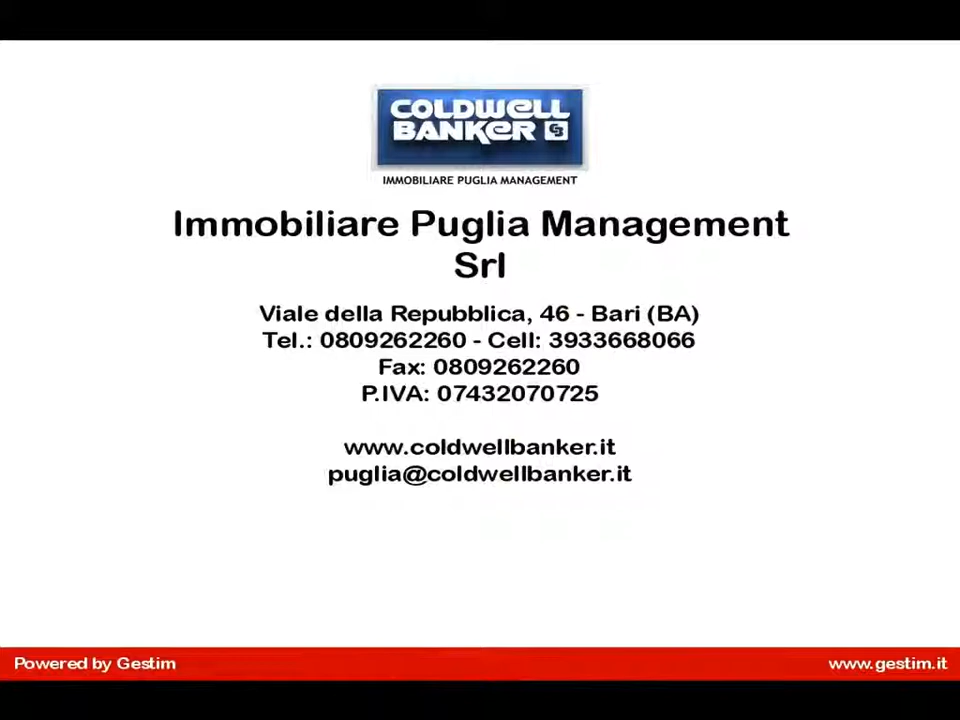 COLDWELL
BANKER CB
IMMOBILIARE PUGLIA MANAGEMENT
Immobiliare Puglia Management
Srl
Viale della Repubblica, 46 - Bari (BA)
Tel.: 0809262260 - Cell: 3933668066
Fax: 0809262260
P.IVA: 07432070725
www.coldwellbanker.it
puglia@coldwellbanker.it
Powered by Gestim
www.gestim.it